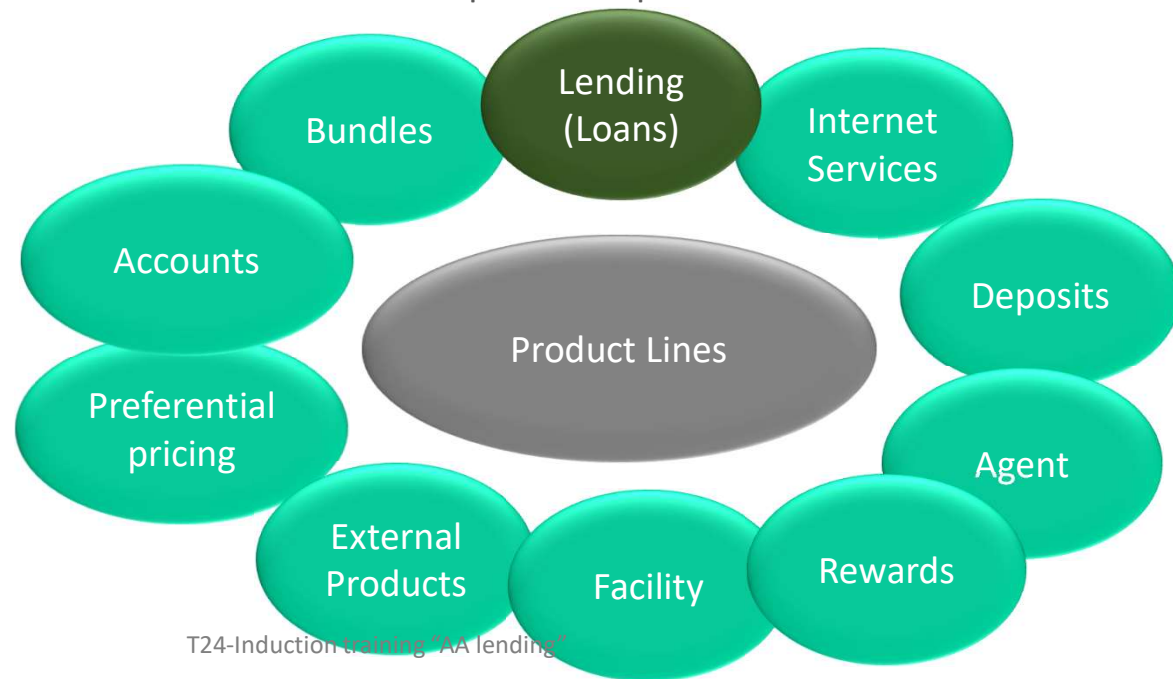 Lending
(Loans)
Internet
Services
Deposits
Agent
Rewards
Facility
External
Products
Preferential
pricing
Accounts
Bundles
Product Lines
T24-Induction training "AA lending"